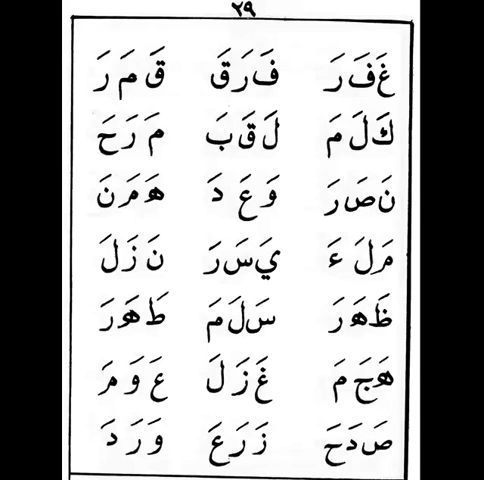 ٢٩
غَ فَ رَ فَ رَ قَ قَ مَ رَ
كَ لَ مَ لَ قَ بَ مَ رَ حَ
نَ صَ رَ وَ عَ دَ هَ مَ نَ
مَ لَ ءَ يَ سَ رَ نَ زَ لَ
ظَ هَ رَ سَ لَ مَ طَ هَ رَ
هَ جَ مَ غَ زَ لَ عَ وَ مَ
صَ دَ حَ زَ رَ عَ وَ رَ دَ